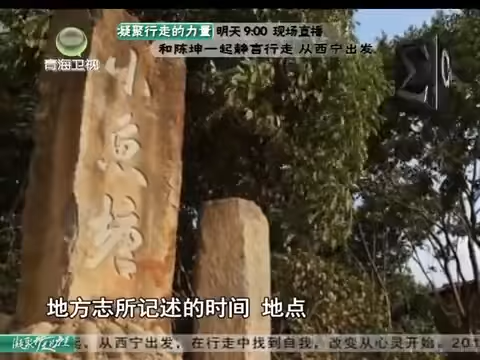 凝聚行走的力量 明天9:00 现场直播
和陈坤一起静言行走 从西宁出发
青海卫视
小
地方志所记述的时间 地点
从西宁出发，在行走中找到自我，改变从心灵开始。201